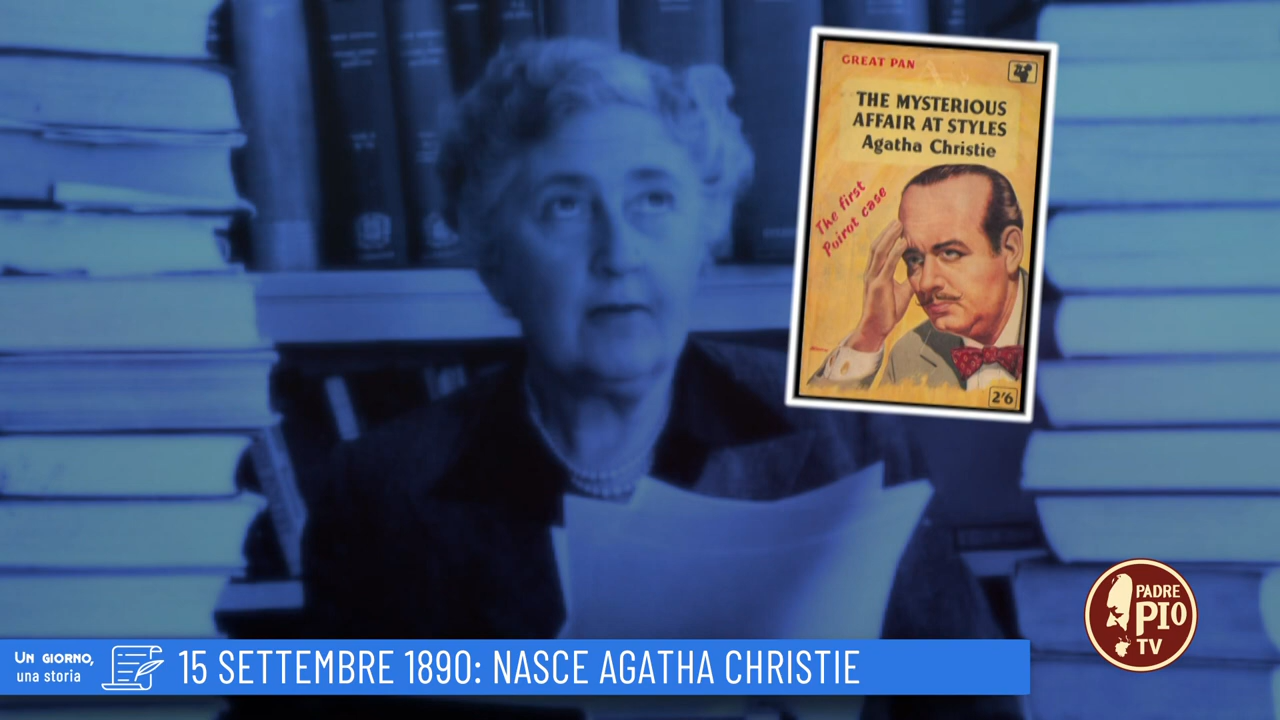 GREAT PAN
THE MYSTERIOUS
AFFAIR AT STYLES
Agatha Christie
The first
Poirot case
2'6
PADRE
PIO
TV
Un giorno,
una storia
15 SETTEMBRE 1890: NASCE AGATHA CHRISTIE